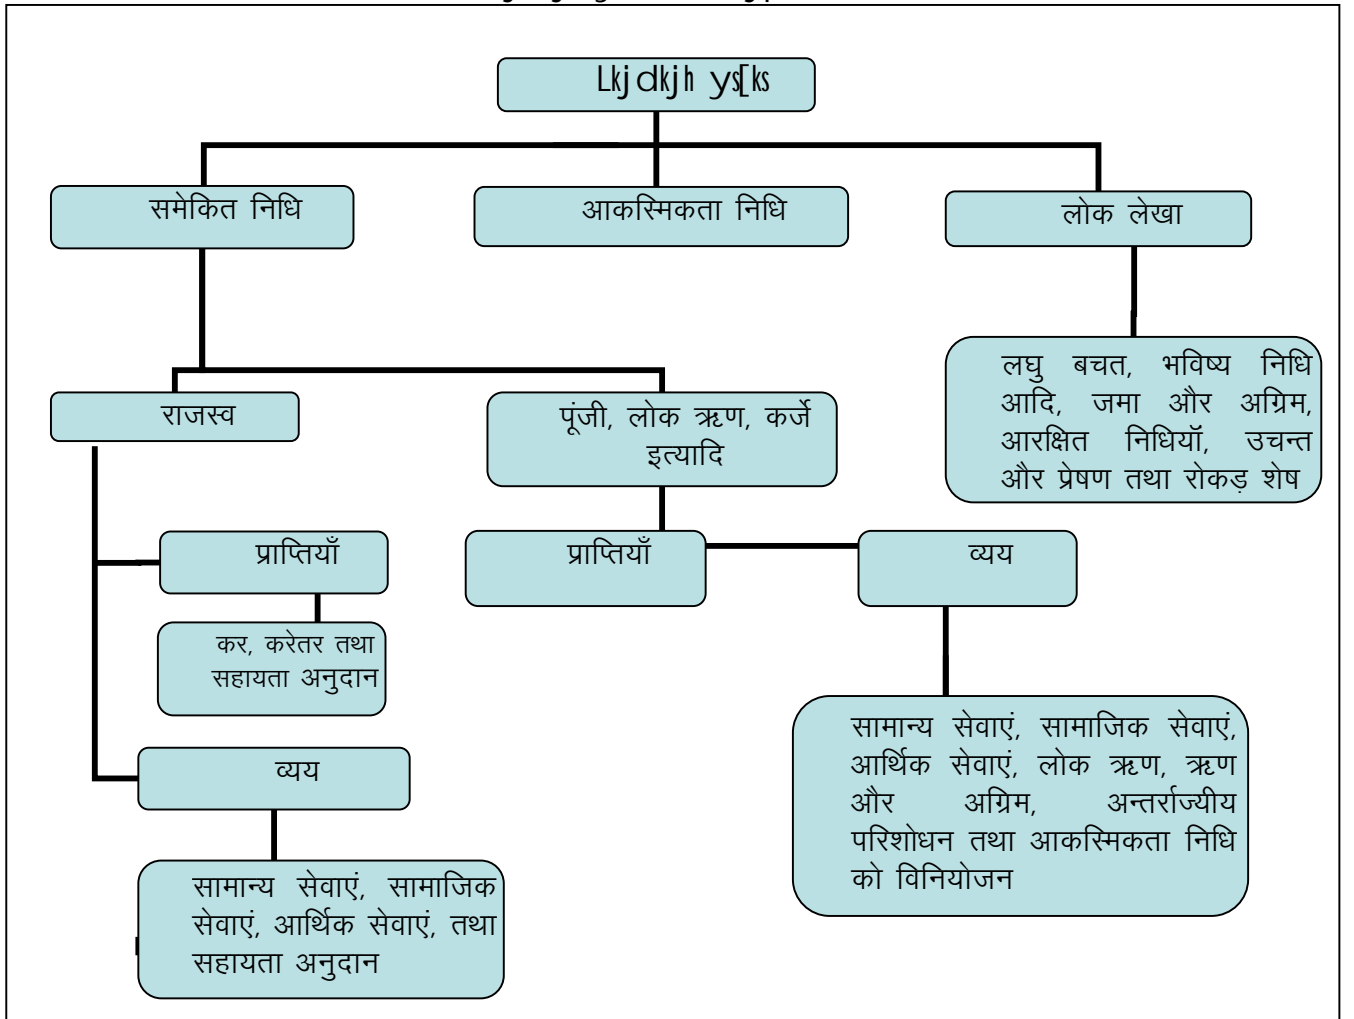 Lkjdkjh ys[ks
समेकित निधि
आकस्मिकता निधि
लोक लेखा
लघु बचत, भविष्य निधि
आदि, जमा और अग्रिम,
आरक्षित निधियॉ, उचन्त
और प्रेषण तथा रोकड़ शेष
राजस्व
पूंजी, लोक ऋण, कर्जे
इत्यादि
प्राप्तियाँ
प्राप्तियाँ
व्यय
कर, करेतर तथा
सहायता अनुदान
व्यय
सामान्य सेवाएं, सामाजिक सेवाएं,
आर्थिक सेवाएं, लोक ऋण, ऋण
और अग्रिम, अन्तर्राज्यीय
परिशोधन तथा आकस्मिकता निधि
को विनियोजन
सामान्य सेवाएं, सामाजिक
सेवाएं, आर्थिक सेवाएं, तथा
सहायता अनुदान